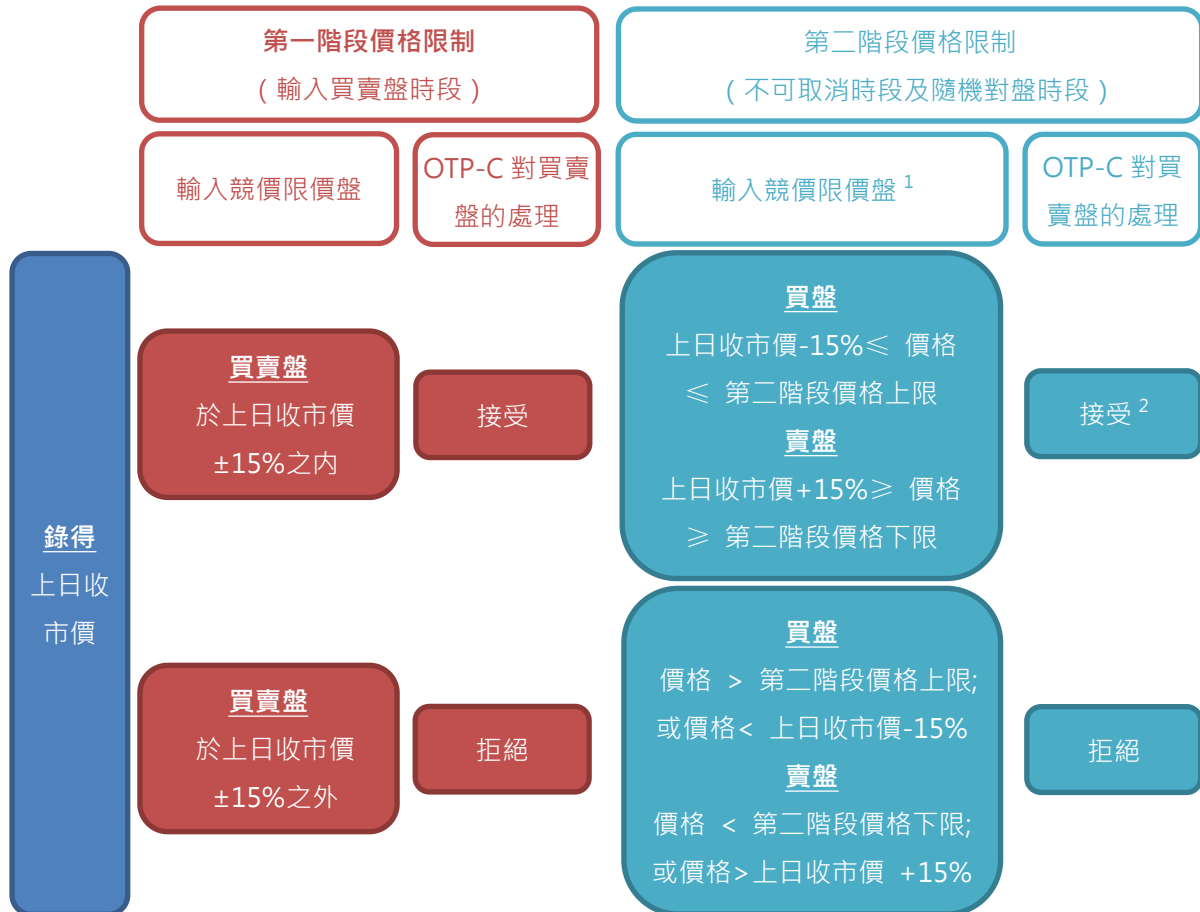 第一階段價格限制
(輸入買賣盤時段)
第二階段價格限制
(不可取消時段及隨機對盤時段)
輸入競價限價盤
OTP-C 對買賣
盤的處理
輸入競價限價盤 1
OTP-C 對買
賣盤的處理
錄得
上日收
市價
買賣盤
於上日收市價
±15%之内
接受
買盤
上日收市價-15%≤ 價格
≤ 第二階段價格上限
賣盤
上日收市價+15%≥ 價格
≥ 第二階段價格下限
接受 2
買賣盤
於上日收市價
±15%之外
拒絕
買盤
價格 > 第二階段價格上限;
或價格< 上日收市價-15%
賣盤
價格 < 第二階段價格下限;
或價格>上日收市價 +15%
拒絕